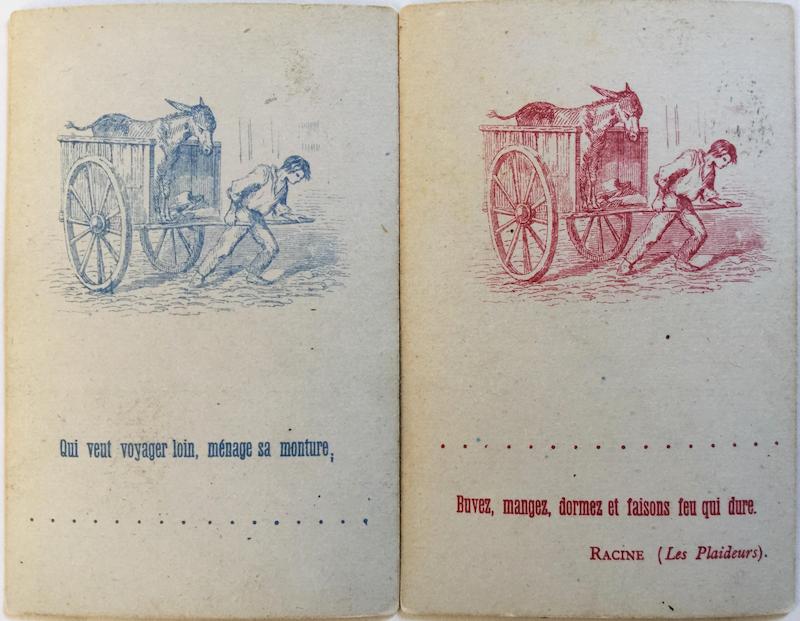 Qui veut voyager loin, ménage sa monture;
. . . . . . . . . . . . . . . . .
. . . . . . . . . . . . . . . . .
Buvez, mangez, dormez et faisons feu qui dure.
RACINE (Les Plaideurs).